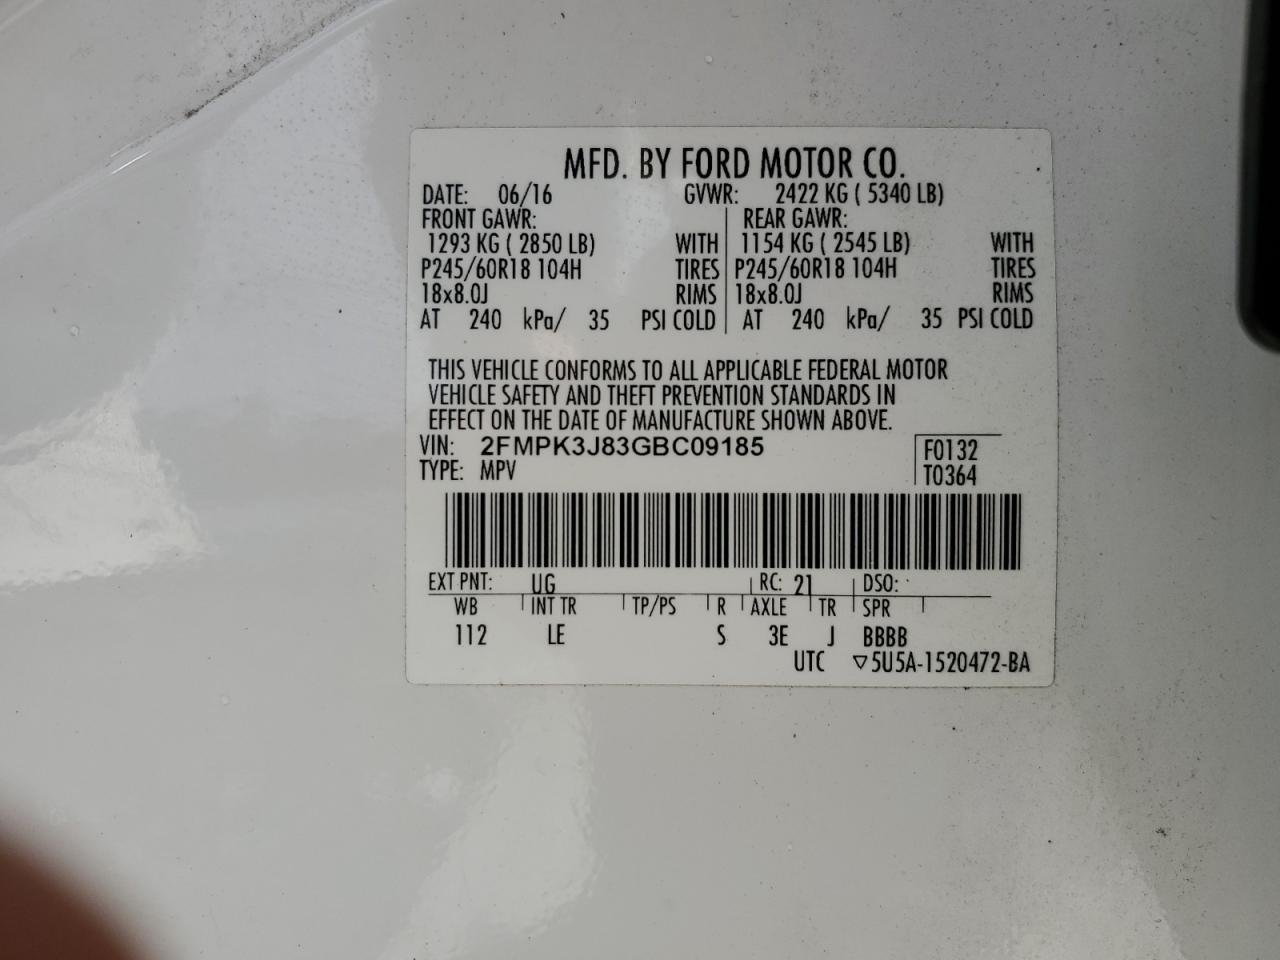 MFD. BY FORD MOTOR CO.
DATE: 06/16 GVWR: 2422 KG ( 5340 LB)
FRONT GAWR: REAR GAWR:
1293 KG ( 2850 LB) WITH 1154 KG ( 2545 LB) WITH
P245/60R18 104H TIRES P245/60R18 104H TIRES
18x8.0J RIMS 18x8.0J RIMS
AT 240 kPa/ 35 PSI COLD AT 240 kPa/ 35 PSI COLD
THIS VEHICLE CONFORMS TO ALL APPLICABLE FEDERAL MOTOR
VEHICLE SAFETY AND THEFT PREVENTION STANDARDS IN
EFFECT ON THE DATE OF MANUFACTURE SHOWN ABOVE.
VIN: 2FMPK3J83GBC09185 F0132
TYPE: MPV T0364
EXT PNT: UG RC: 21 DSO:
WB INT TR TP/PS R AXLE TR SPR
112 LE S 3E J BBBB
UTC ▽5U5A-1520472-BA